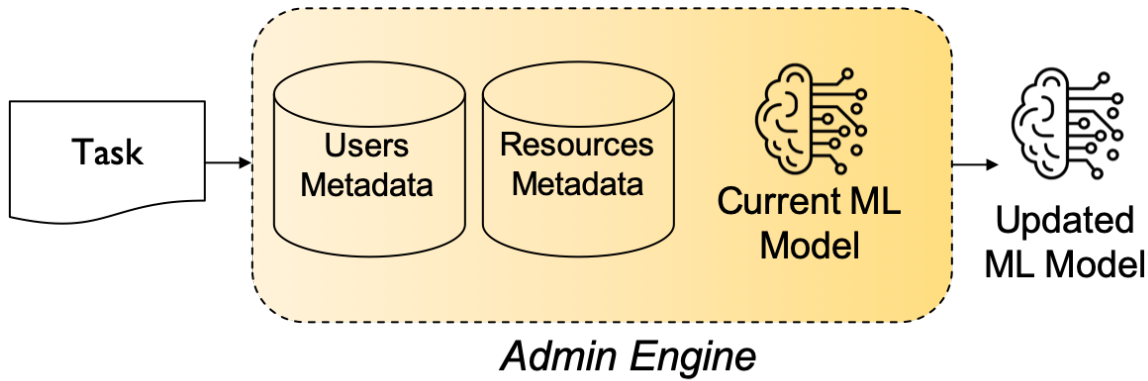 Task
Users
Metadata
Resources
Metadata
Current ML
Model
Updated
ML Model
Admin Engine